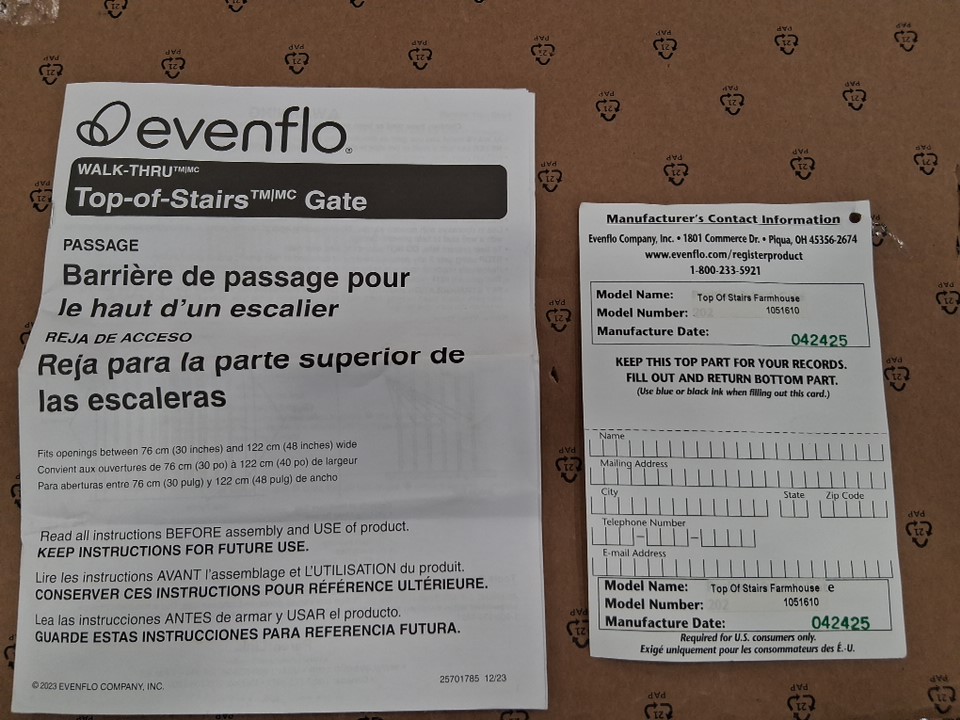 evenflo®
WALK-THRU™|MC
Top-of-Stairs™|MC Gate
PASSAGE
Barrière de passage pour
le haut d'un escalier
REJA DE ACCESO
Reja para la parte superior de
las escaleras
Fits openings between 76 cm (30 inches) and 122 cm (48 inches) wide
Convient aux ouvertures de 76 cm (30 po) à 122 cm (40 po) de largeur
Para aberturas entre 76 cm (30 pulg) y 122 cm (48 pulg) de ancho
Read all instructions BEFORE assembly and USE of product.
KEEP INSTRUCTIONS FOR FUTURE USE.
Lire les instructions AVANT l'assemblage et L'UTILISATION du produit.
CONSERVER CES INSTRUCTIONS POUR RÉFÉRENCE ULTÉRIEURE.
Lea las instrucciones ANTES de armar y USAR el producto.
GUARDE ESTAS INSTRUCCIONES PARA REFERENCIA FUTURA.
© 2023 EVENFLO COMPANY, INC.
25701785 12/23
Manufacturer's Contact Information
Evenflo Company, Inc. • 1801 Commerce Dr. • Piqua, OH 45356-2674
www.evenflo.com/registerproduct
1-800-233-5921
Model Name: Top Of Stairs Farmhouse
Model Number: 202 1051610
Manufacture Date: 042425
KEEP THIS TOP PART FOR YOUR RECORDS.
FILL OUT AND RETURN BOTTOM PART.
(Use blue or black ink when filling out this card.)
Name
Mailing Address
City State Zip Code
Telephone Number
E-mail Address
Model Name: Top Of Stairs Farmhouse e
Model Number: 202 1051610
Manufacture Date: 042425
Required for U.S. consumers only.
Exigé uniquement pour les consommateurs des É.-U.
21
PAP